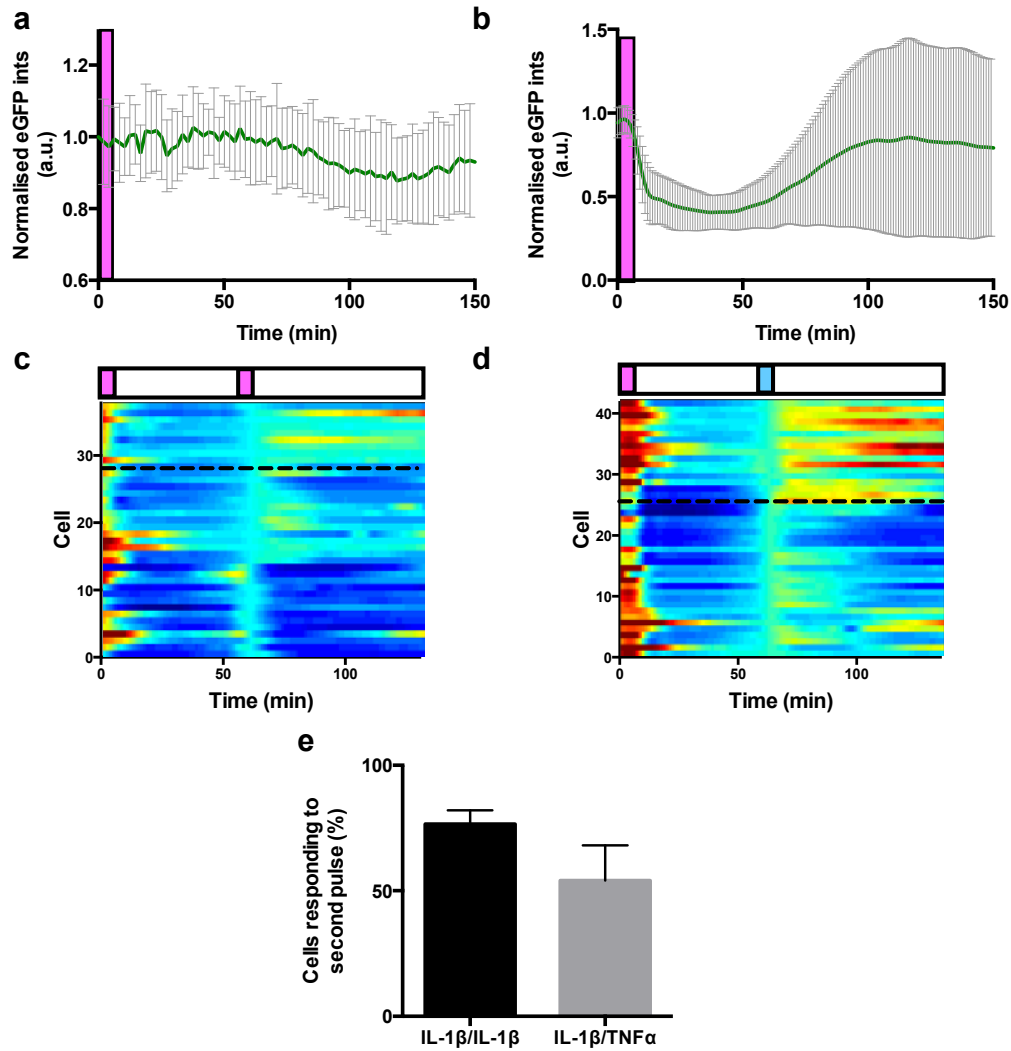 a
Normalised eGFP ints
(a.u.)
1.2
1.0
0.8
0.6
0
50
100
150
Time (min)
b
Normalised eGFP ints
(a.u.)
1.5
1.0
0.5
0.0
0
50
100
150
Time (min)
c
Cell
30
20
10
0
0
50
100
Time (min)
d
40
30
20
10
0
0
50
100
Time (min)
e
Cells responding to
second pulse (%)
100
50
0
IL-1β/IL-1β
IL-1β/TNFα